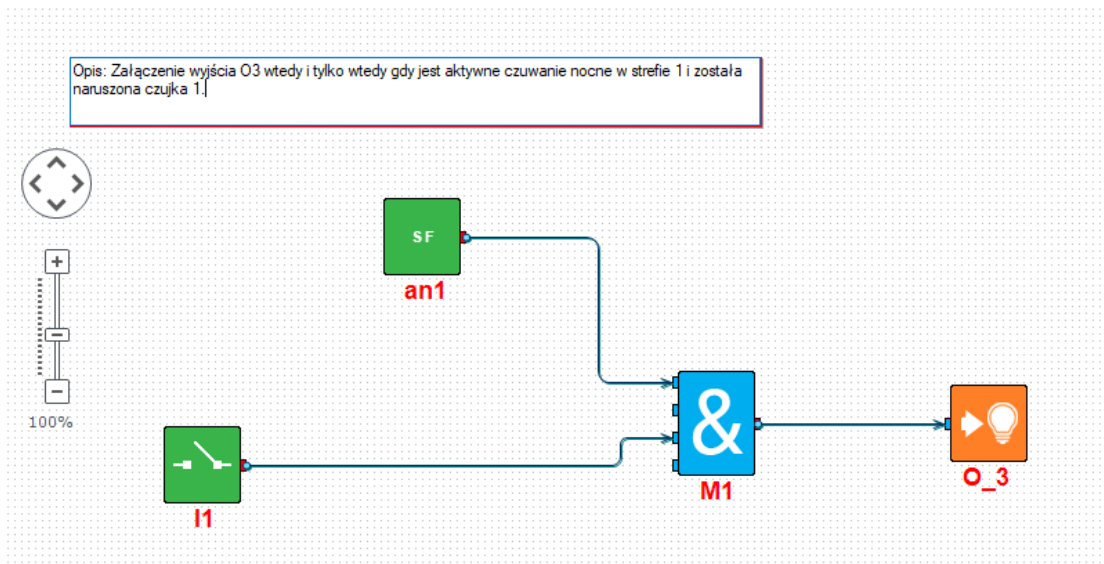 Opis: Załączenie wyjścia O3 wtedy i tylko wtedy gdy jest aktywne czuwanie nocne w strefie 1 i została
naruszona czujka 1.
SF
an1
100%
&
I1
M1
O_3